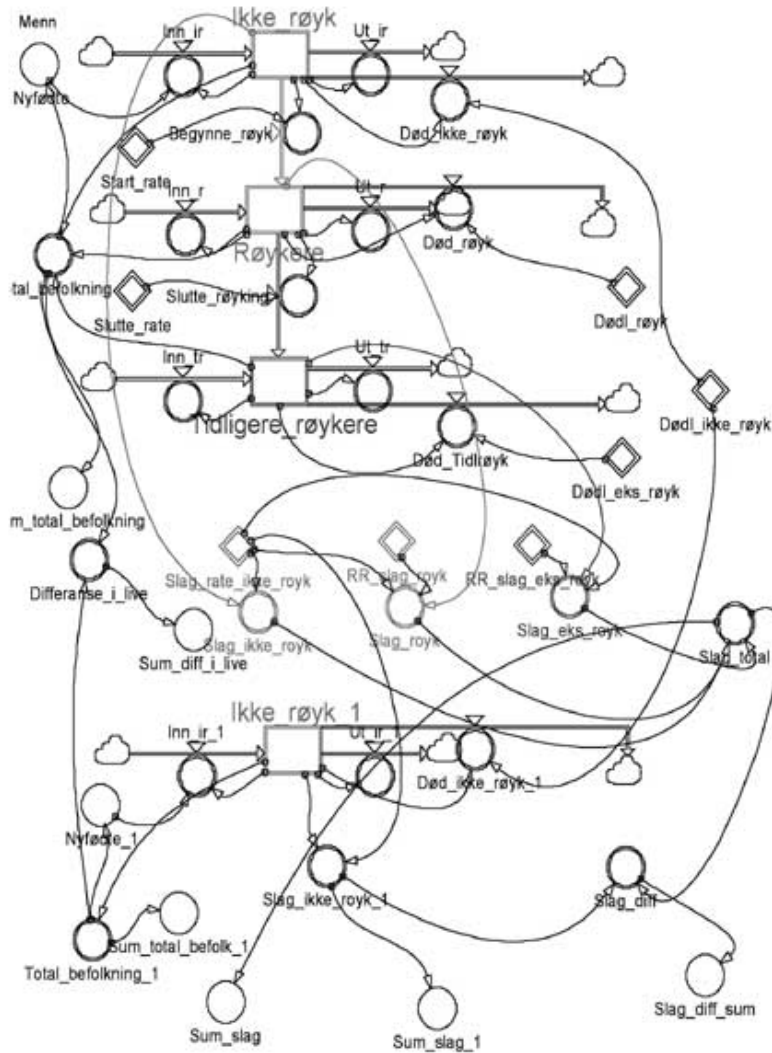 Menn
Ikke_røyk
Inn_ir
Ut_ir
Nyfødte
Begynne_røyk
Død_Ikke_røyk
Start_rate
Inn_r
Ut_r
Røykere
Død_røyk
tal_befolkning
Slutte_røyking
Slutte_rate
Dødl_røyk
Inn_tr
Ut_tr
Tidligere_røykere
Dødl_ikke_røyk
Død_Tidlrøyk
Dødl_eks_røyk
m_total_befolkning
Differanse_i_live
Slag_rate_ikke_royk
RR_slag_royk
RR_slag_eks_royk
Slag_ikke_royk
Slag_royk
Slag_eks_royk
Slag_total
Sum_diff_i_live
Ikke_røyk_1
Inn_ir_1
Ut_ir_1
Død_ikke_røyk_1
Nyfødte_1
Slag_ikke_royk_1
Slag_diff
Sum_total_befolk_1
Total_befolkning_1
Sum_slag
Sum_slag_1
Slag_diff_sum